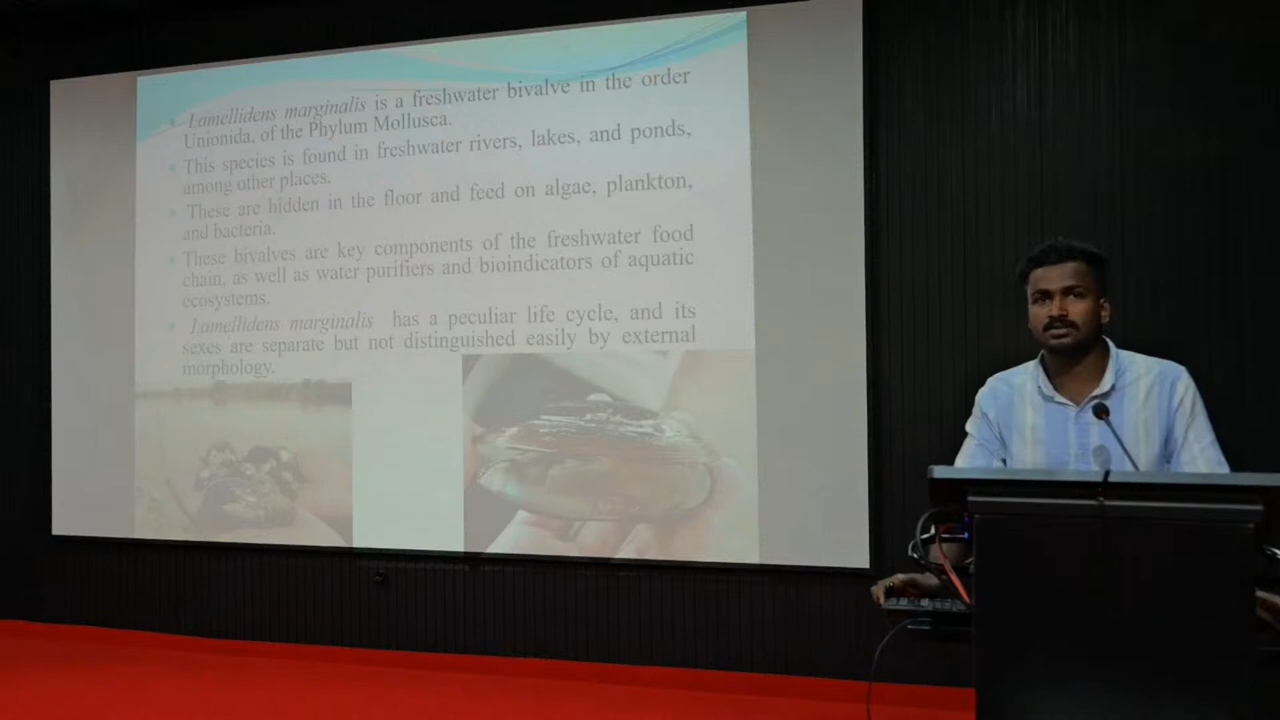 Lamellidens marginalis is a freshwater bivalve in the order
Unionida, of the Phylum Mollusca.
This species is found in freshwater rivers, lakes, and ponds,
among other places.
These are hidden in the floor and feed on algae, plankton,
and bacteria.
These bivalves are key components of the freshwater food
chain, as well as water purifiers and bioindicators of aquatic
ecosystems.
Lamellidens marginalis has a peculiar life cycle, and its
sexes are separate but not distinguished easily by external
morphology.